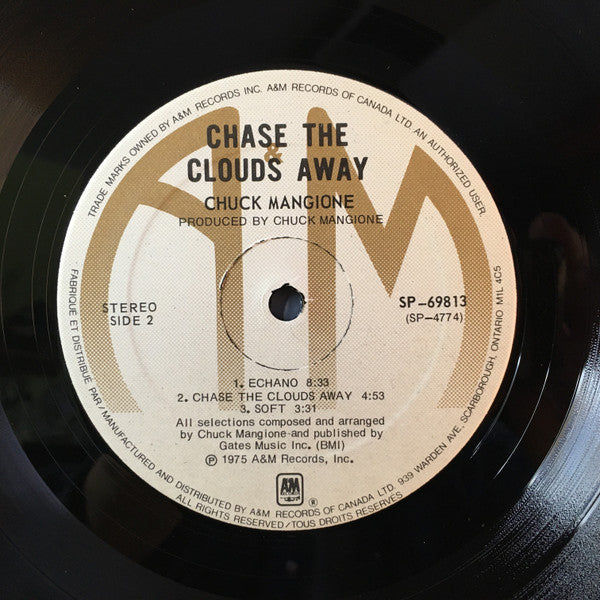 TRADE MARKS OWNED BY A&M RECORDS INC. A&M RECORDS OF CANADA LTD. AN AUTHORIZED USER.
A&M
CHASE THE
CLOUDS AWAY
CHUCK MANGIONE
PRODUCED BY CHUCK MANGIONE
STEREO
SIDE 2
SP-69813
(SP-4774)
1. ECHANO 8:33
2. CHASE THE CLOUDS AWAY 4:53
3. SOFT 3:31
All selections composed and arranged
by Chuck Mangione and published by
Gates Music Inc. (BMI)
℗ 1975 A&M Records, Inc.
A&M
RECORDS
®
FABRIQUE ET DISTRIBUÉ PAR/MANUFACTURED AND DISTRIBUTED BY A&M RECORDS OF CANADA LTD. 939 WARDEN AVE, SCARBOROUGH, ONTARIO M1L 4C5
ALL RIGHTS RESERVED/TOUS DROITS RESERVES